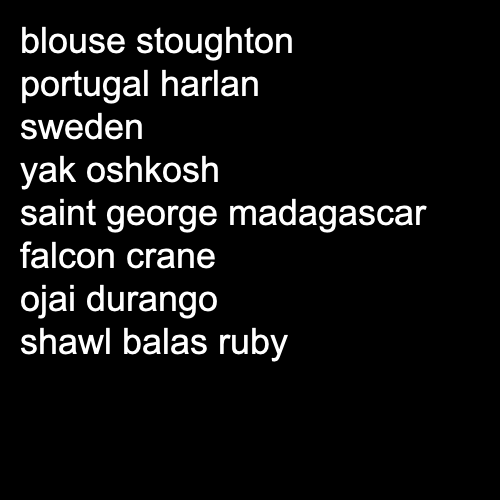 blouse stoughton
portugal harlan
sweden
yak oshkosh
saint george madagascar
falcon crane
ojai durango
shawl balas ruby